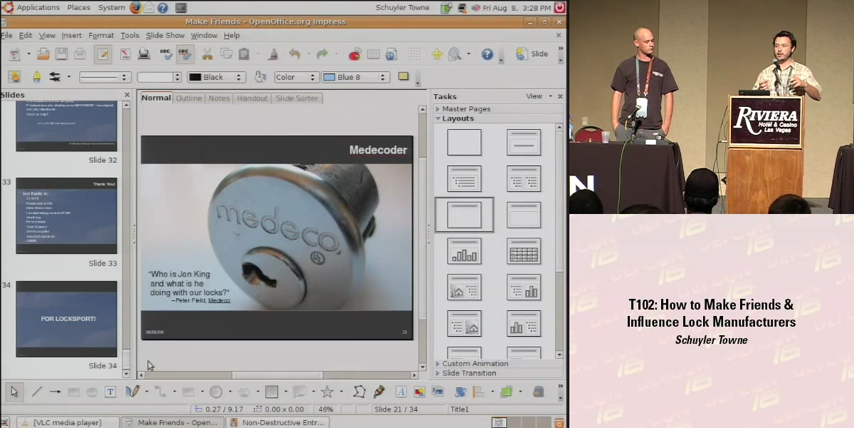 Applications Places System
Schuyler Towne
Fri Aug 8, 3:28 PM
Make Friends - OpenOffice.org Impress
File Edit View Insert Format Tools Slide Show Window Help
Slide
Black
Color
Blue 8
Slides
Slide 32
33
Thank You!
Slide 33
34
FOR LOCKSPORT!
Slide 34
Normal Outline Notes Handout Slide Sorter
Medecoder
medeco
"Who is Jon King
and what is he
doing with our locks?"
–Peter Field, Medeco
Tasks
View
Master Pages
Layouts
Custom Animation
Slide Transition
0.27 / 9.17 0.00 x 0.00 46% Slide 21 / 34 Title1
[VLC media player] Make Friends - Open... Non-Destructive Entr...
RIVIERA
Hotel & Casino
Las Vegas
T102: How to Make Friends &
Influence Lock Manufacturers
Schuyler Towne